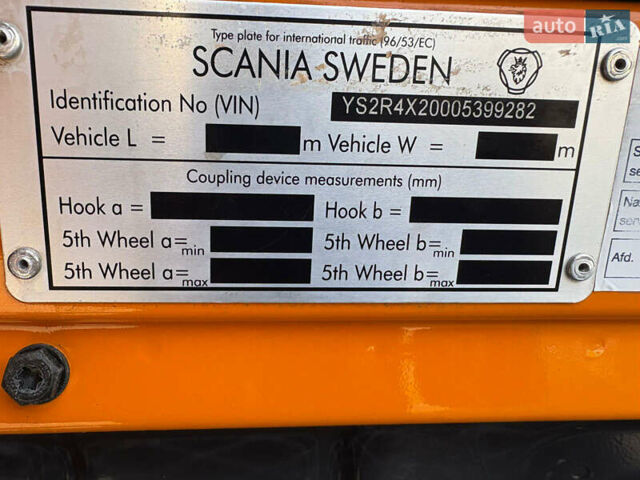 auto RIA
Type plate for international traffic (96/53/EC)
SCANIA SWEDEN
Identification No (VIN) YS2R4X20005399282
Vehicle L = m Vehicle W = m
Coupling device measurements (mm)
Hook a = Hook b =
5th Wheel a= min 5th Wheel b= min
5th Wheel a= max 5th Wheel b= max
Afd.